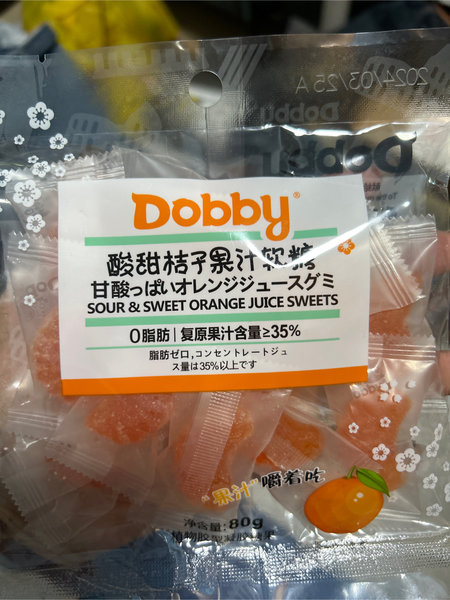 2024/03/25 A
Dobby
Dobby
Dobby®
酸甜桔子果汁软糖
甘酸っぱいオレンジジュースグミ
SOUR & SWEET ORANGE JUICE SWEETS
0脂肪|复原果汁含量≥35%
脂肪ゼロ,コンセントレートジュ
ス量は35%以上です
“果汁”嚼着吃
净含量:80g